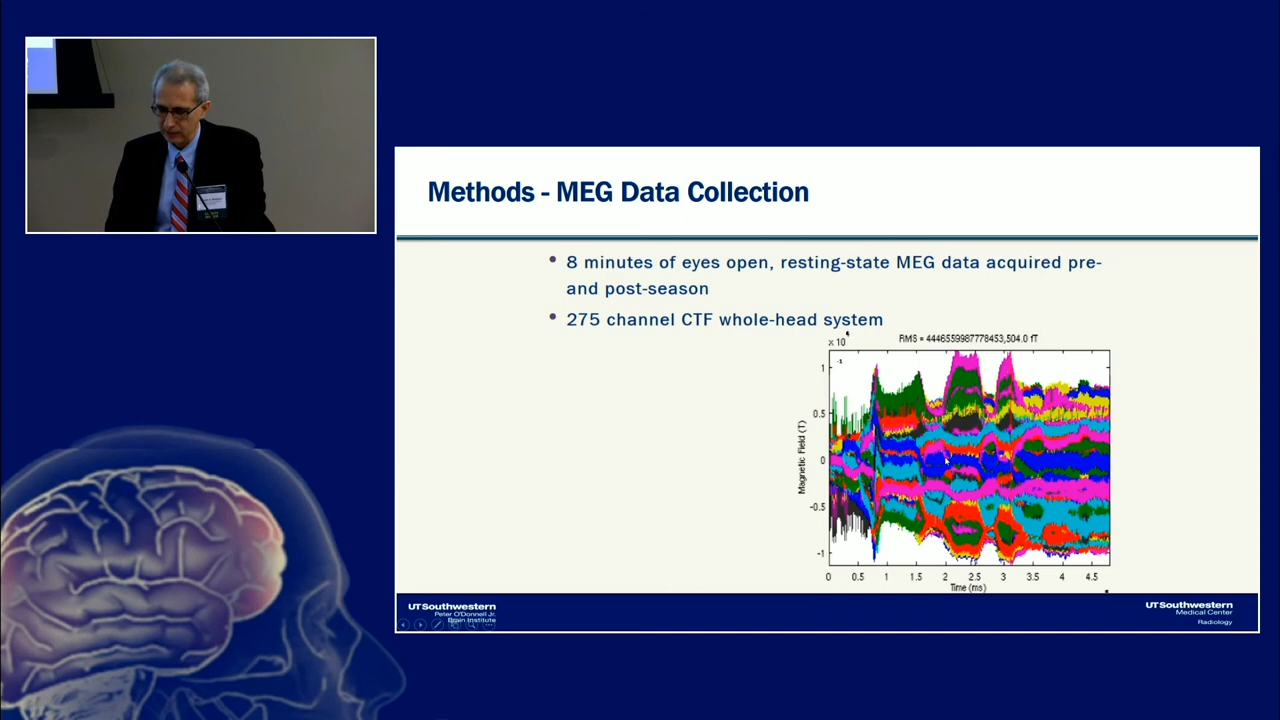 Methods - MEG Data Collection
• 8 minutes of eyes open, resting-state MEG data acquired pre-
and post-season
• 275 channel CTF whole-head system
RMS = 4446559987778453,504.0 fT
x 10
-1
1
0.5
0
-0.5
-1
Magnetic Field (T)
0 0.5 1 1.5 2 2.5 3 3.5 4 4.5
Time (ms)
UTSouthwestern
Peter O'Donnell Jr.
Brain Institute
UTSouthwestern
Medical Center
Radiology